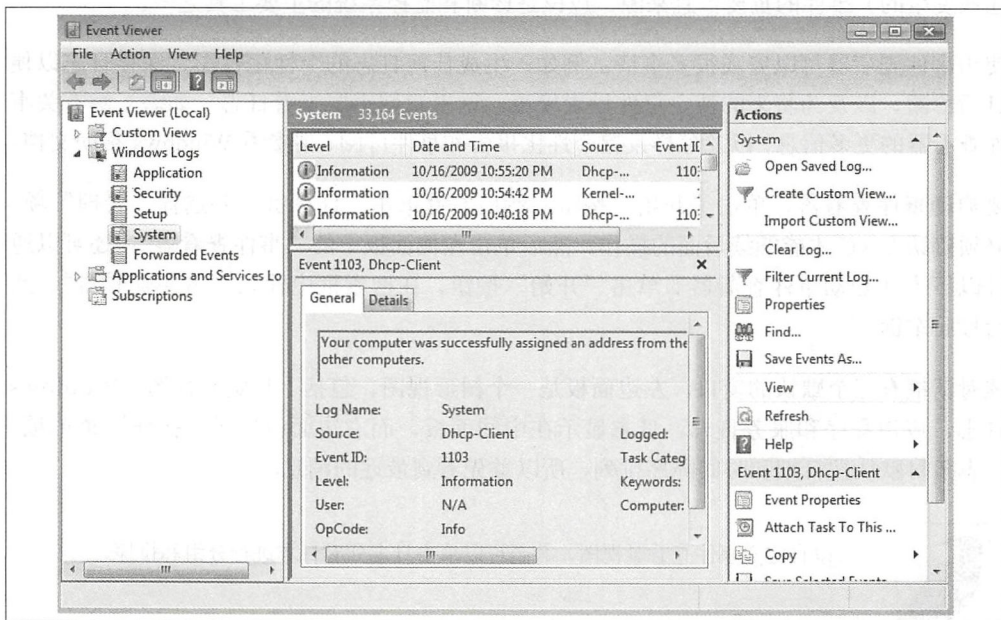 Event Viewer
File Action View Help
Event Viewer (Local)
Custom Views
Windows Logs
Application
Security
Setup
System
Forwarded Events
Applications and Services Lo
Subscriptions
System 33,164 Events
Level Date and Time Source Event IC
Information 10/16/2009 10:55:20 PM Dhcp-... 110
Information 10/16/2009 10:54:42 PM Kernel-...
Information 10/16/2009 10:40:18 PM Dhcp-... 110
Event 1103, Dhcp-Client
General Details
Your computer was successfully assigned an address from the
other computers.
Log Name: System
Source: Dhcp-Client Logged:
Event ID: 1103 Task Categ
Level: Information Keywords:
User: N/A Computer:
OpCode: Info
Actions
System
Open Saved Log...
Create Custom View...
Import Custom View...
Clear Log...
Filter Current Log...
Properties
Find...
Save Events As...
View
Refresh
Help
Event 1103, Dhcp-Client
Event Properties
Attach Task To This ...
Copy
Save Selected Events